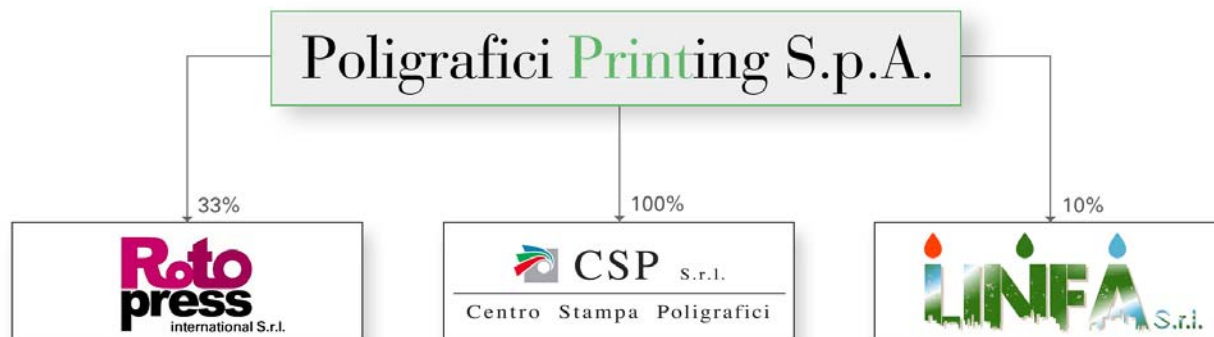 Poligrafici Printing S.p.A.
33%
100%
10%
Roto
press
international S.r.l.
CSP S.r.l.
Centro Stampa Poligrafici
LINFA S.r.l.